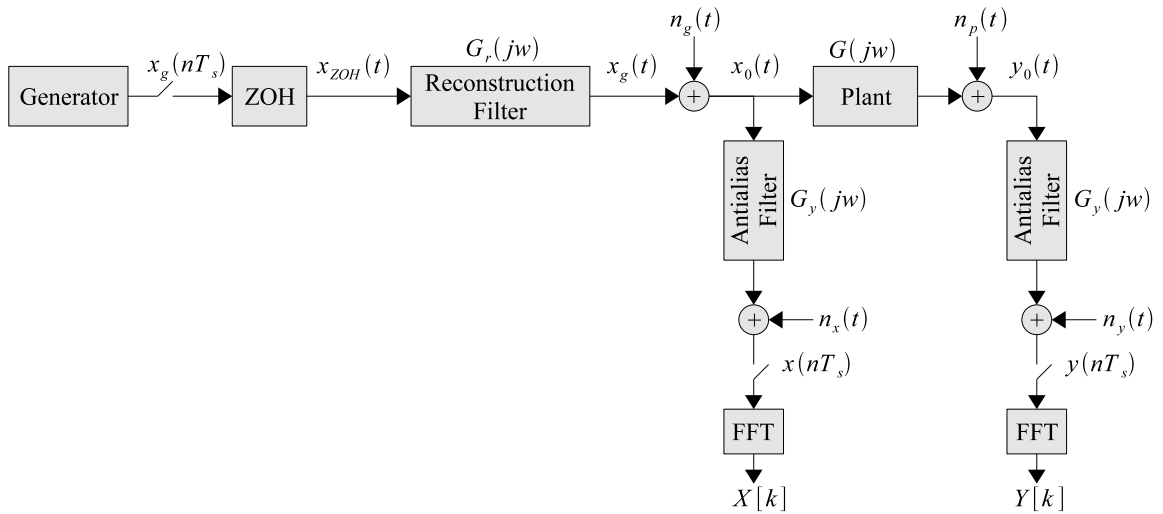 n_g(t)
n_p(t)
G_r(jw)
G(jw)
x_g(nT_s)
x_ZOH(t)
x_g(t)
x_0(t)
y_0(t)
Generator
ZOH
Reconstruction
Filter
+
Plant
+
Antialias
Filter
G_y(jw)
Antialias
Filter
G_y(jw)
+
n_x(t)
+
n_y(t)
x(nT_s)
y(nT_s)
FFT
FFT
X[k]
Y[k]